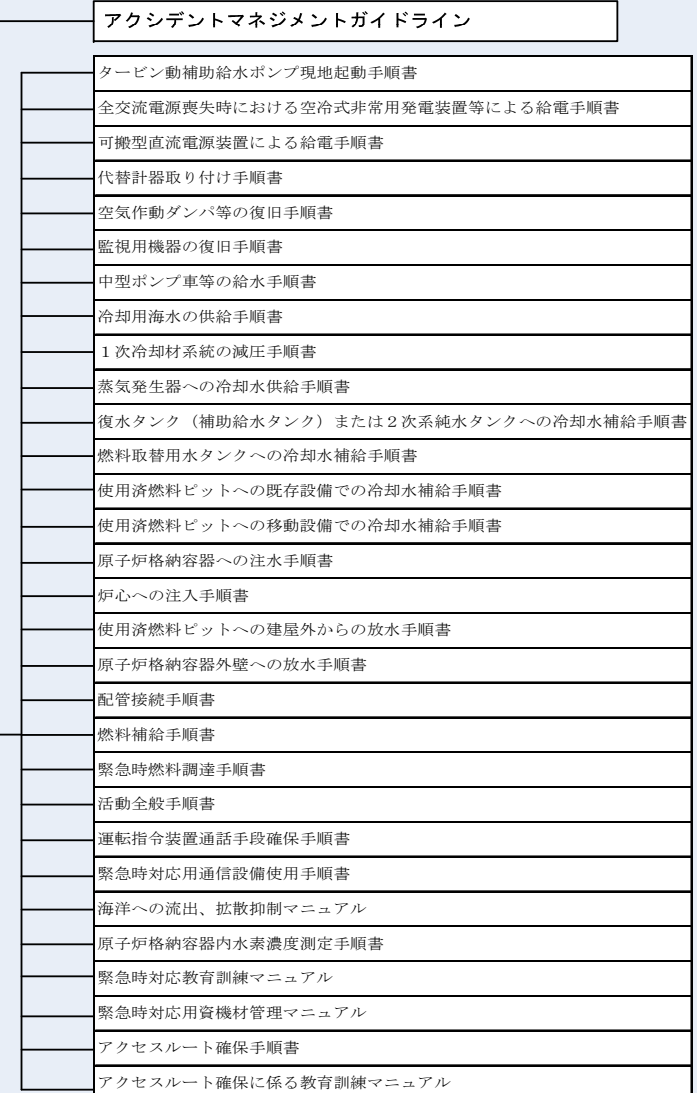 アクシデントマネジメントガイドライン
タービン動補助給水ポンプ現地起動手順書
全交流電源喪失時における空冷式非常用発電装置等による給電手順書
可搬型直流電源装置による給電手順書
代替計器取り付け手順書
空気作動ダンパ等の復旧手順書
監視用機器の復旧手順書
中型ポンプ車等の給水手順書
冷却用海水の供給手順書
１次冷却材系統の減圧手順書
蒸気発生器への冷却水供給手順書
復水タンク（補助給水タンク）または２次系純水タンクへの冷却水補給手順書
燃料取替用水タンクへの冷却水補給手順書
使用済燃料ピットへの既存設備での冷却水補給手順書
使用済燃料ピットへの移動設備での冷却水補給手順書
原子炉格納容器への注水手順書
炉心への注入手順書
使用済燃料ピットへの建屋外からの放水手順書
原子炉格納容器外壁への放水手順書
配管接続手順書
燃料補給手順書
緊急時燃料調達手順書
活動全般手順書
運転指令装置通話手段確保手順書
緊急時対応用通信設備使用手順書
海洋への流出、拡散抑制マニュアル
原子炉格納容器内水素濃度測定手順書
緊急時対応教育訓練マニュアル
緊急時対応用資機材管理マニュアル
アクセスルート確保手順書
アクセスルート確保に係る教育訓練マニュアル